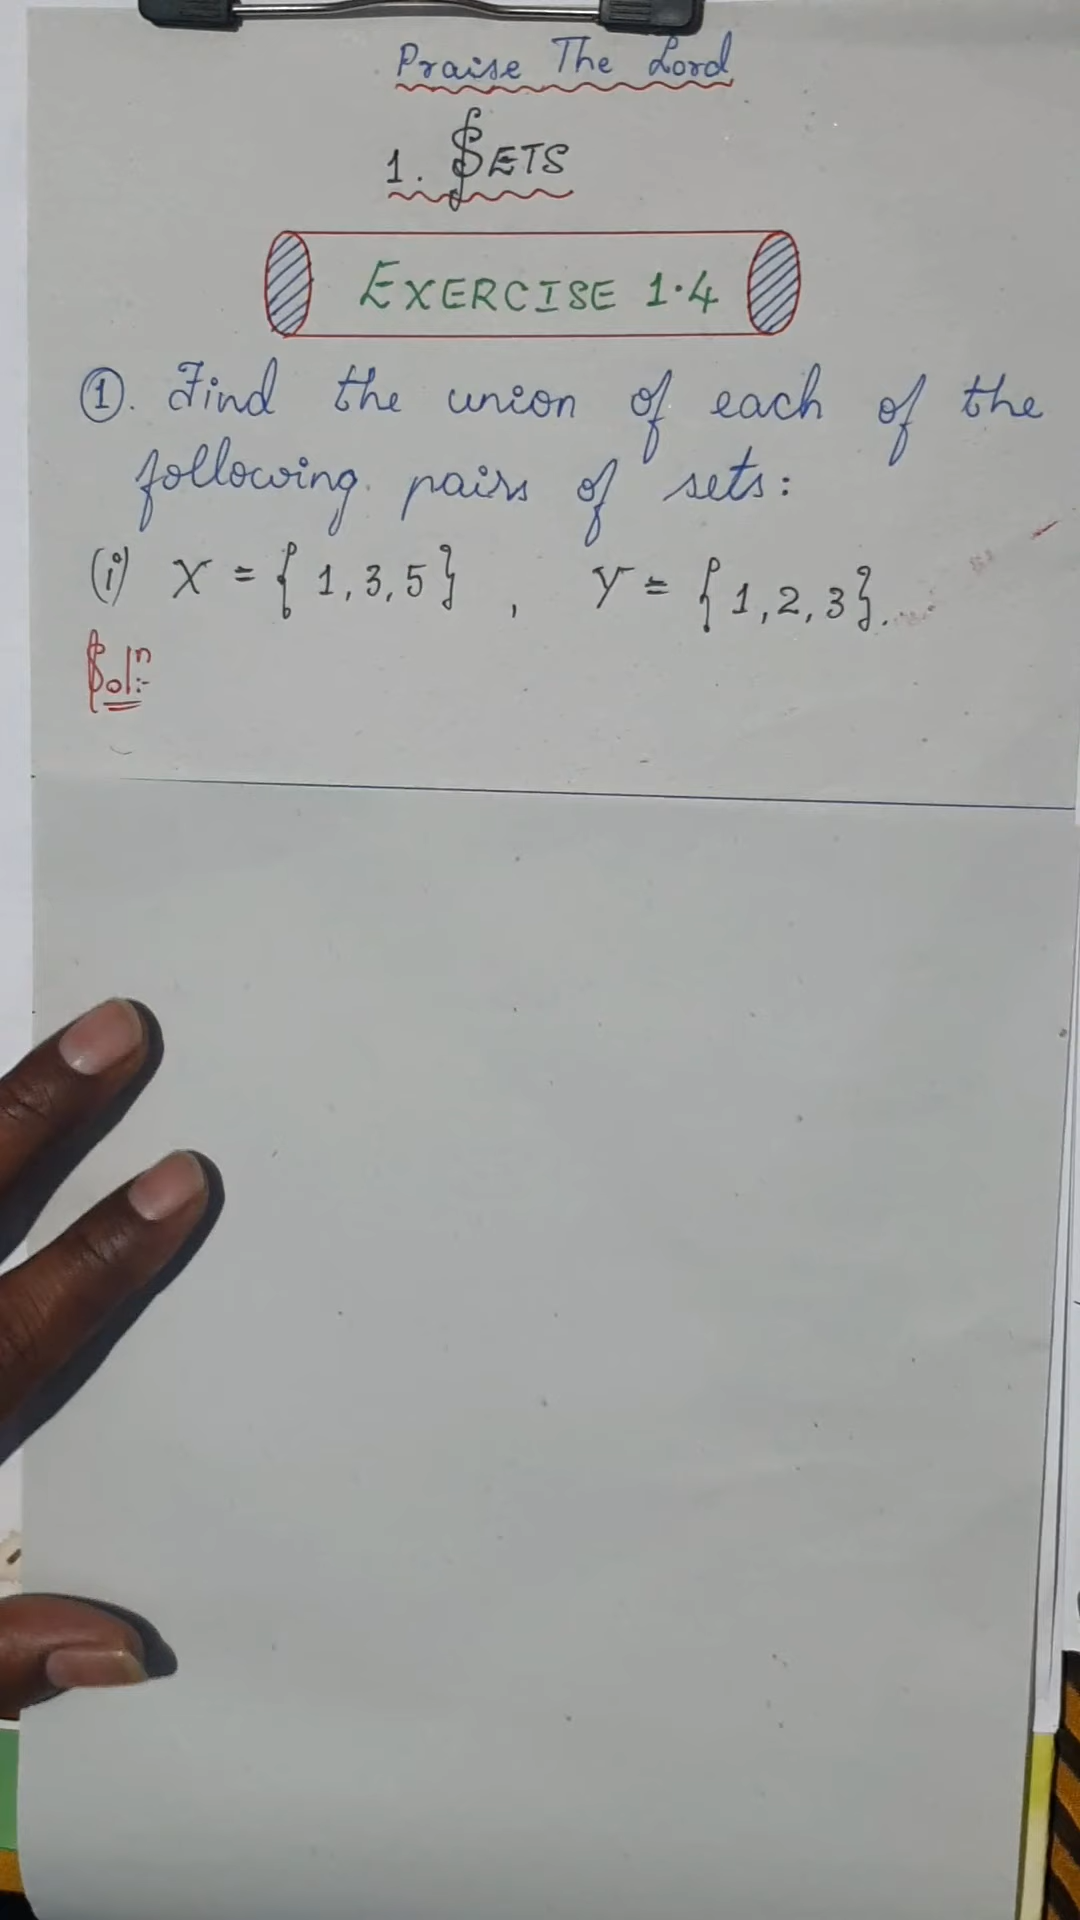 Praise The Lord
1. SETS
EXERCISE 1.4
①. Find the union of each of the
following pairs of sets:
(i) X = { 1, 3, 5 } , Y = { 1, 2, 3 }.
Solⁿ:-